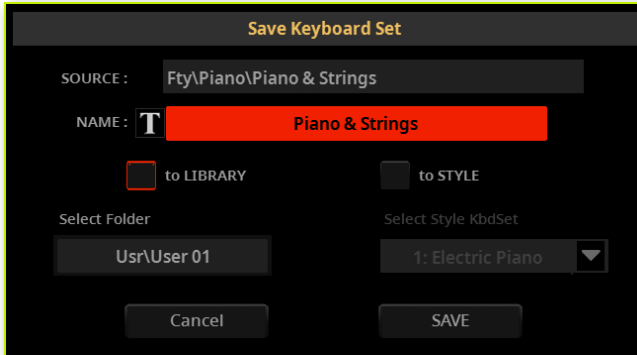 Save Keyboard Set
SOURCE : Fty\Piano\Piano & Strings
NAME : T Piano & Strings
to LIBRARY to STYLE
Select Folder Select Style KbdSet
Usr\User 01 1: Electric Piano
Cancel SAVE